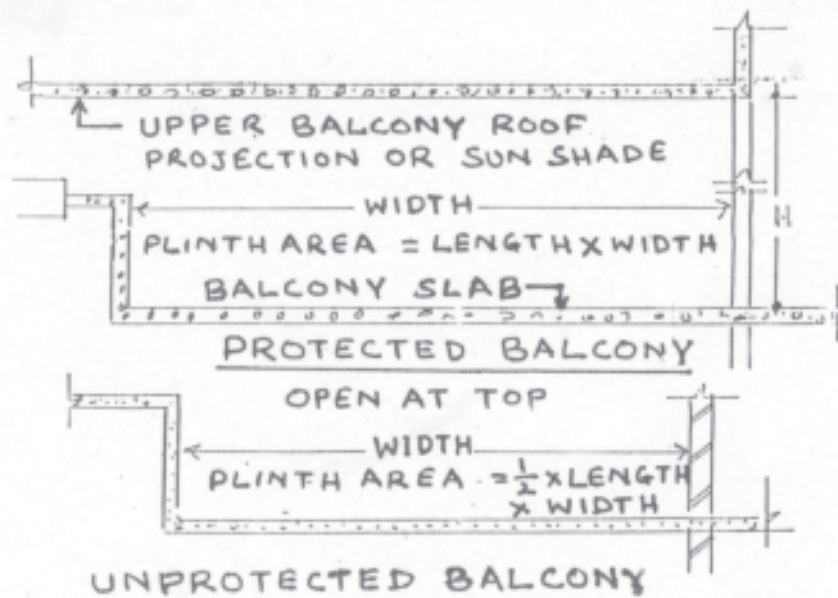 UPPER BALCONY ROOF
PROJECTION OR SUN SHADE
WIDTH
H
PLINTH AREA = LENGTH X WIDTH
BALCONY SLAB
PROTECTED BALCONY
OPEN AT TOP
WIDTH
PLINTH AREA = 1/2 X LENGTH
X WIDTH
UNPROTECTED BALCONY